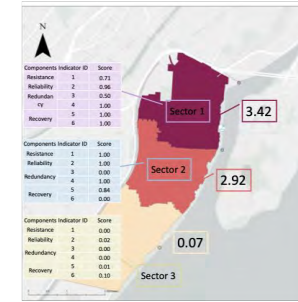 N
Components Indicator ID Score
Resistance 1 0.71
Reliability 2 0.96
Redundan 3 0.50
cy 4 1.00
Recovery 5 1.00
6 1.00
Sector 1
3.42
Components Indicator ID Score
Resistance 1 1.00
Reliability 2 1.00
Redundancy 3 0.00
4 1.00
Recovery 5 0.84
6 0.00
Sector 2
2.92
Components Indicator ID Score
Resistance 1 0.00
Reliability 2 0.02
Redundancy 3 0.00
4 0.00
Recovery 5 0.01
6 0.10
0.07
Sector 3